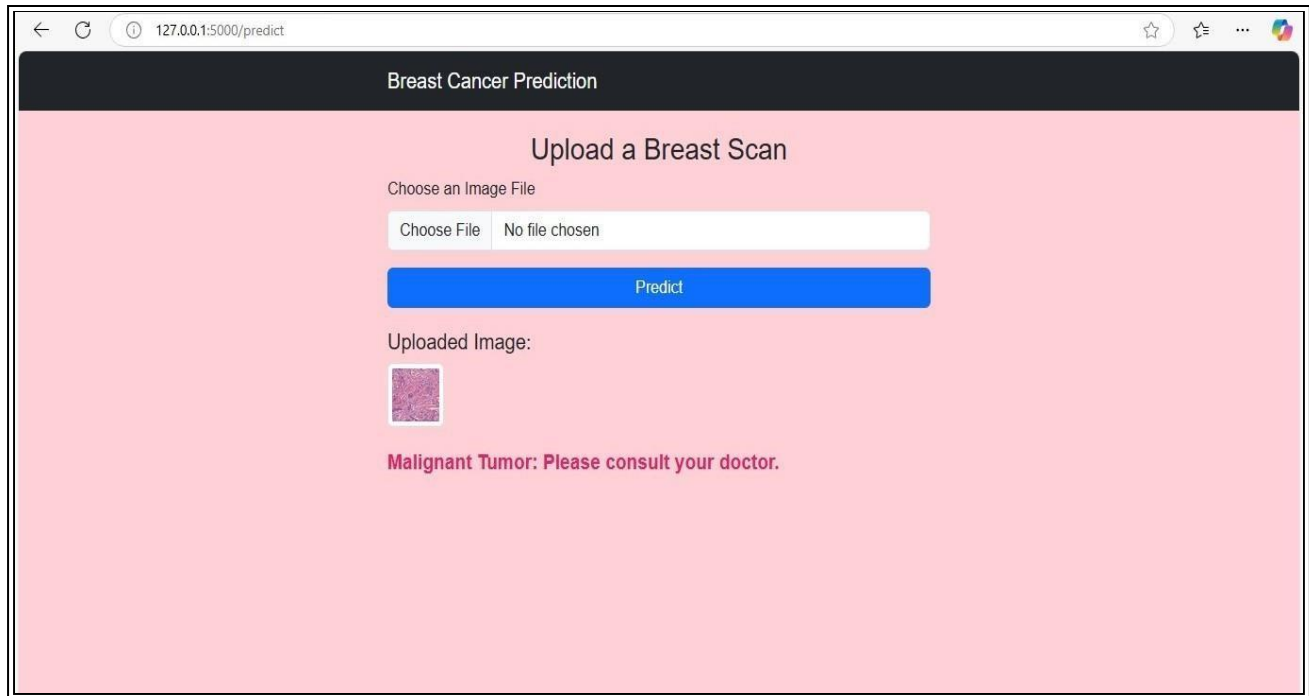 127.0.0.1:5000/predict
Breast Cancer Prediction
Upload a Breast Scan
Choose an Image File
Choose File No file chosen
Predict
Uploaded Image:
Malignant Tumor: Please consult your doctor.